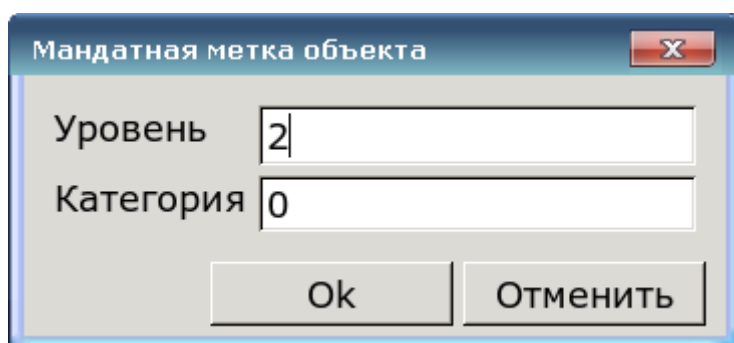 Мандатная метка объекта
Уровень 2
Категория 0
Ok Отменить